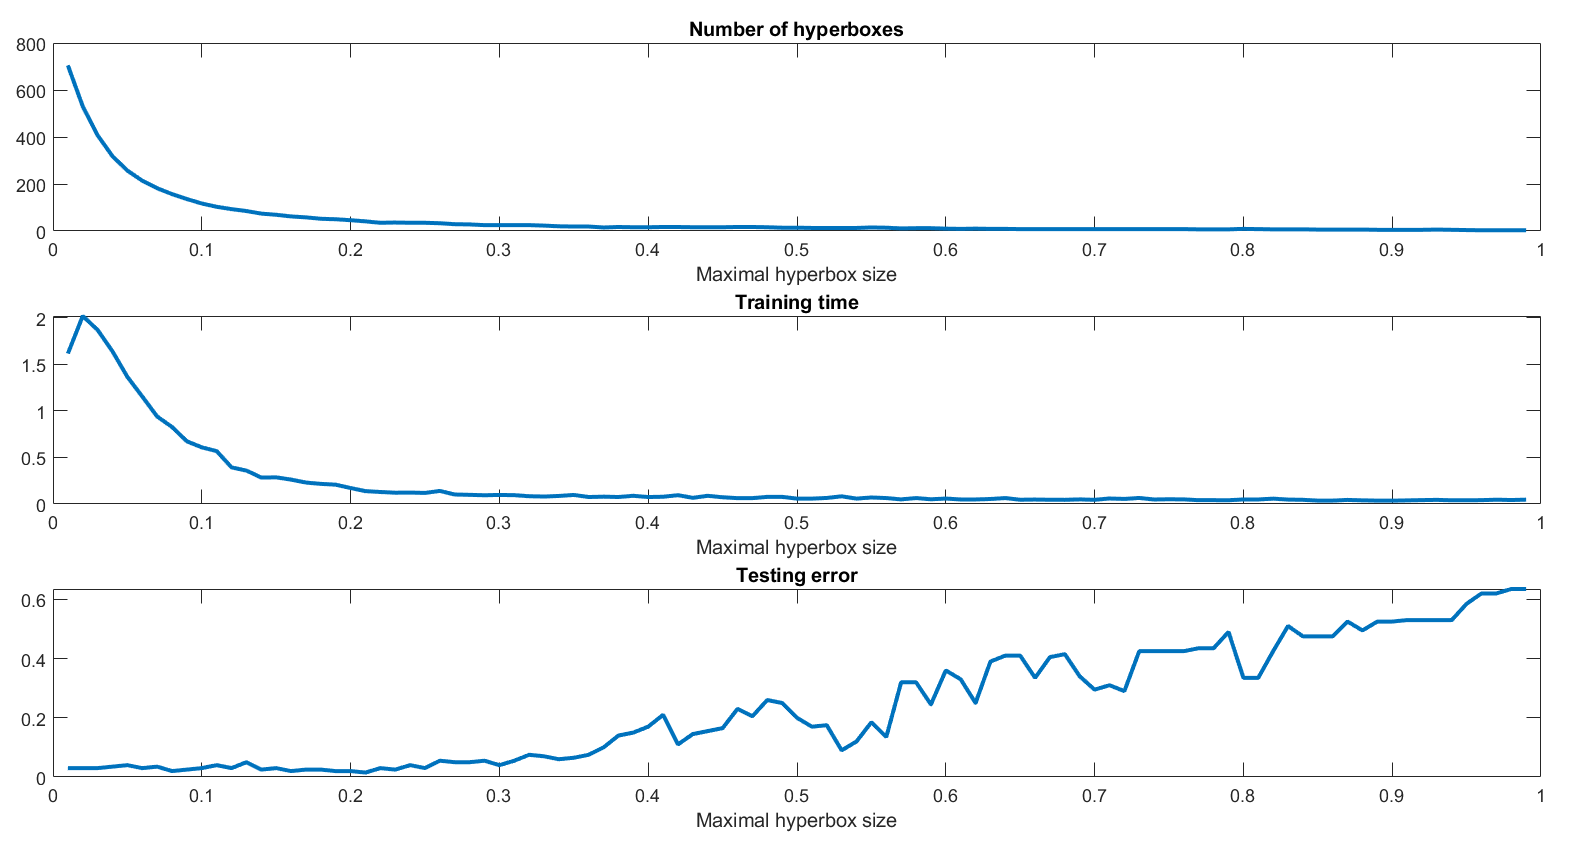 Number of hyperboxes
800
600
400
200
0
0 0.1 0.2 0.3 0.4 0.5 0.6 0.7 0.8 0.9 1
Maximal hyperbox size
Training time
2
1.5
1
0.5
0
0 0.1 0.2 0.3 0.4 0.5 0.6 0.7 0.8 0.9 1
Maximal hyperbox size
Testing error
0.6
0.4
0.2
0
0 0.1 0.2 0.3 0.4 0.5 0.6 0.7 0.8 0.9 1
Maximal hyperbox size